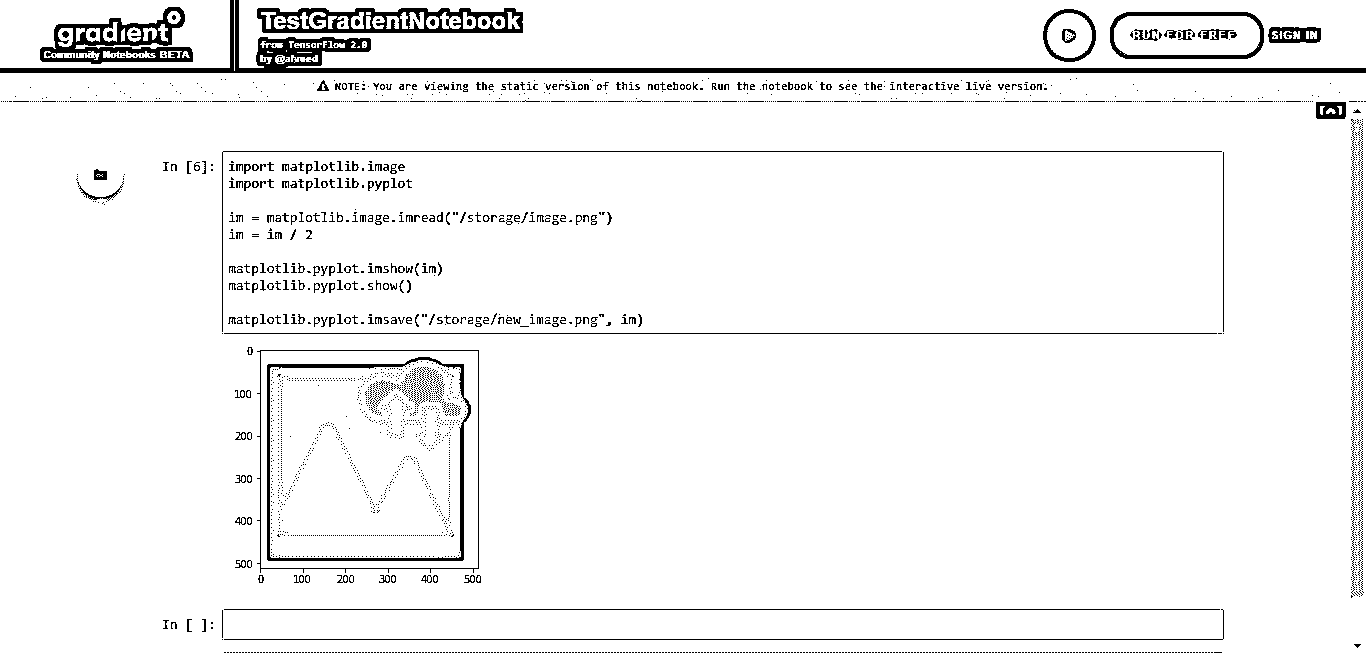 gradient
Community Notebooks BETA
TestGradientNotebook
from TensorFlow 2.0
by @ahmed
RUN FOR FREE
SIGN IN
NOTE: You are viewing the static version of this notebook. Run the notebook to see the interactive live version.
In [6]:
import matplotlib.image
import matplotlib.pyplot
im = matplotlib.image.imread("/storage/image.png")
im = im / 2
matplotlib.pyplot.imshow(im)
matplotlib.pyplot.show()
matplotlib.pyplot.imsave("/storage/new_image.png", im)
0
100
200
300
400
500
0 100 200 300 400 500
In [ ]: